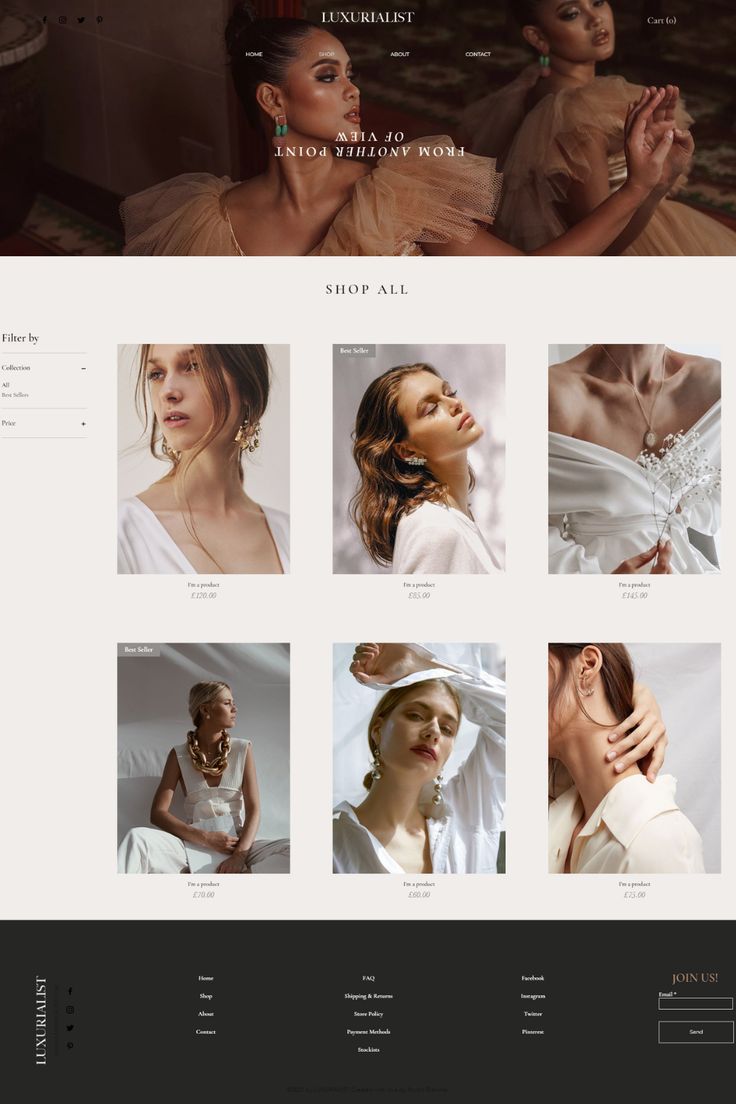 LUXURIALIST
Cart (0)
HOME
SHOP
ABOUT
CONTACT
FROM ANOTHER POINT
OF VIEW
SHOP ALL
Filter by
Collection
All
Best Sellers
Price
I'm a product
£120.00
Best Seller
I'm a product
£85.00
I'm a product
£145.00
Best Seller
I'm a product
£70.00
I'm a product
£60.00
I'm a product
£75.00
LUXURIALIST
Home
Shop
About
Contact
FAQ
Shipping & Returns
Store Policy
Payment Methods
Stockists
Facebook
Instagram
Twitter
Pinterest
JOIN US!
Email *
Send